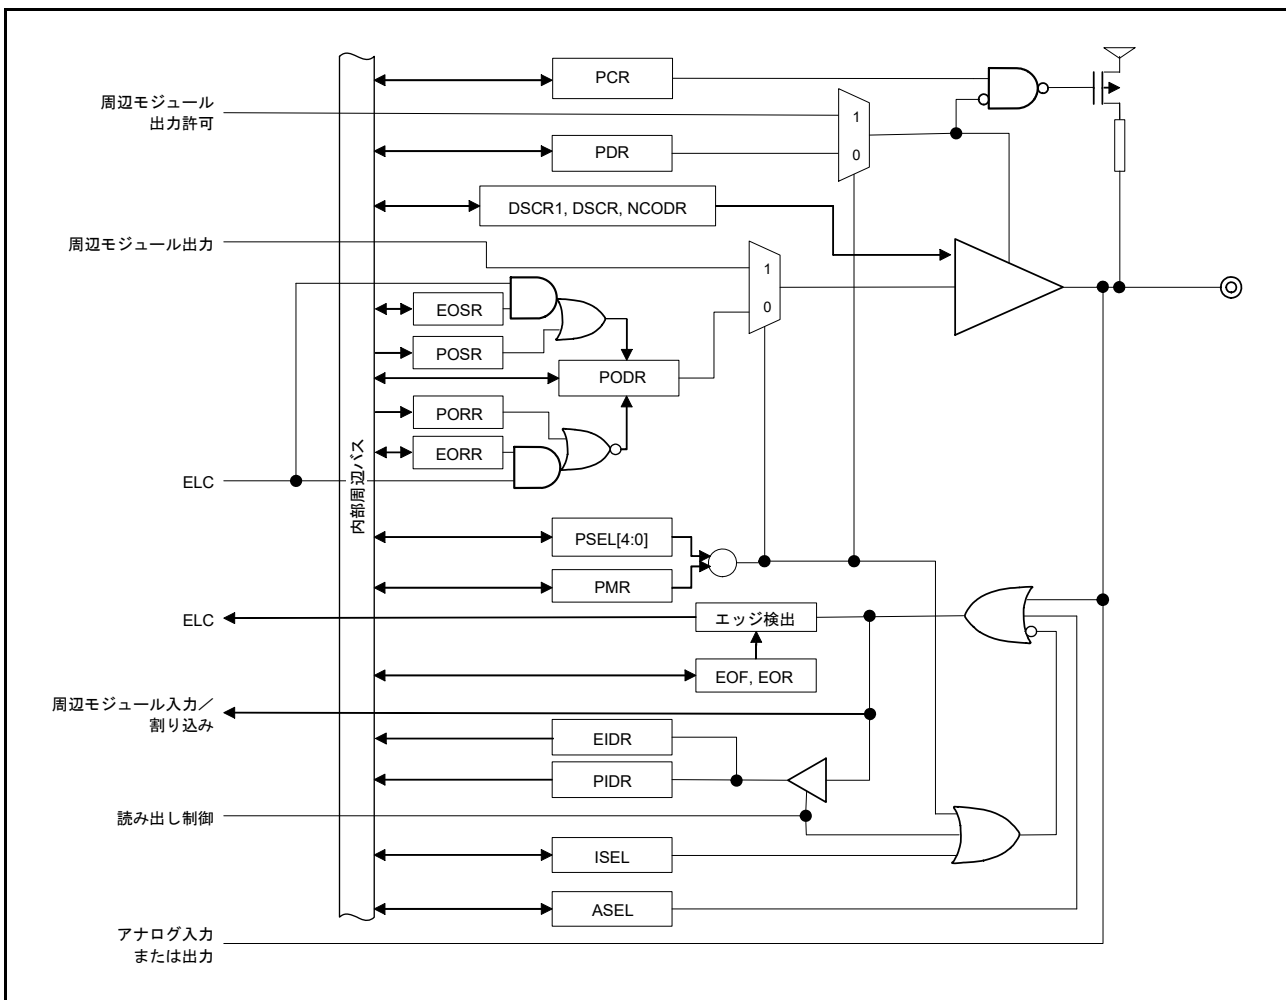 PCR
周辺モジュール
出力許可
1
0
PDR
DSCR1, DSCR, NCODR
周辺モジュール出力
1
0
EOSR
POSR
PODR
PORR
EORR
ELC
内部周辺バス
PSEL[4:0]
PMR
ELC
エッジ検出
EOF, EOR
周辺モジュール入力／
割り込み
EIDR
PIDR
読み出し制御
ISEL
ASEL
アナログ入力
または出力